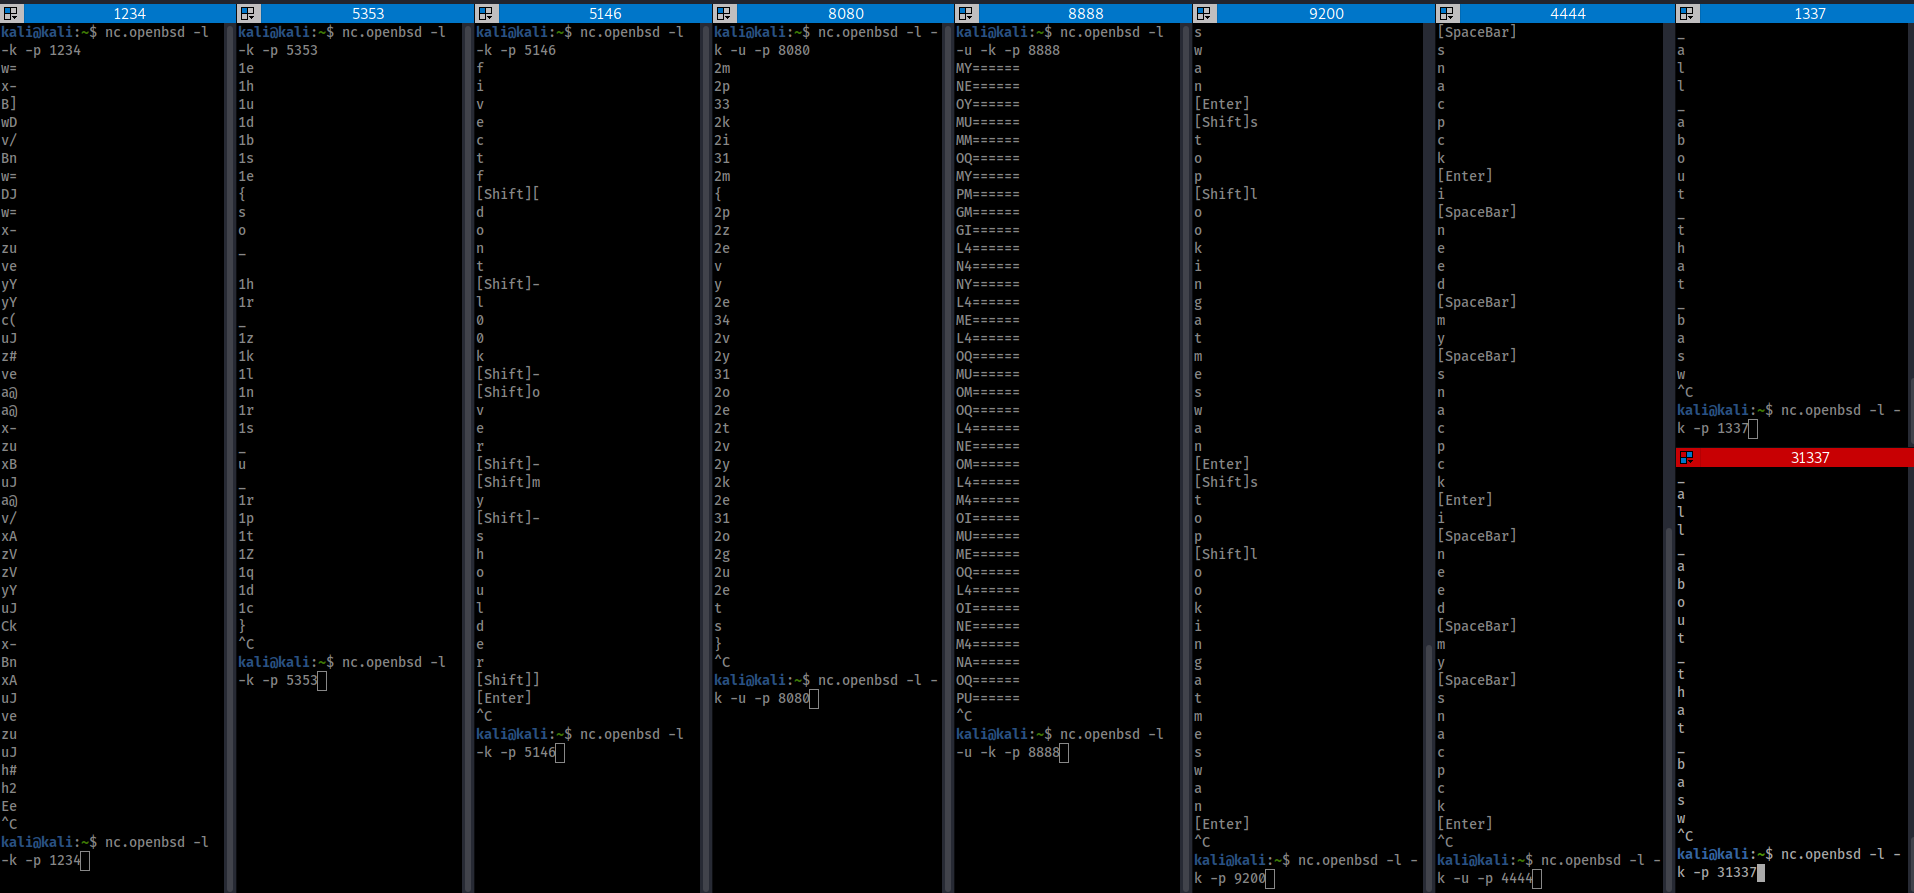 1234
kali@kali:~$ nc.openbsd -l
-k -p 1234
w=
x-
B]
wD
v/
Bn
w=
DJ
w=
x-
zu
ve
yY
yY
c(
uJ
z#
ve
a@
a@
x-
zu
xB
uJ
a@
v/
xA
zV
zV
yY
uJ
Ck
x-
Bn
xA
uJ
ve
zu
uJ
h#
h2
Ee
^C
kali@kali:~$ nc.openbsd -l
-k -p 1234
5353
kali@kali:~$ nc.openbsd -l
-k -p 5353
1e
1h
1u
1d
1b
1s
1e
{
s
o
_
1h
1r
_
1z
1k
1l
1n
1r
1s
_
u
_
1r
1p
1t
1Z
1q
1d
1c
}
^C
kali@kali:~$ nc.openbsd -l
-k -p 5353
5146
kali@kali:~$ nc.openbsd -l
-k -p 5146
f
i
v
e
c
t
f
[Shift][
d
o
n
t
[Shift]-
l
0
0
k
[Shift]-
[Shift]o
v
e
r
[Shift]-
[Shift]m
y
[Shift]-
s
h
o
u
l
d
e
r
[Shift]]
[Enter]
^C
kali@kali:~$ nc.openbsd -l
-k -p 5146
8080
kali@kali:~$ nc.openbsd -l -
k -u -p 8080
2m
2p
33
2k
2i
31
2m
{
2p
2z
2e
v
y
2e
34
2v
2y
31
2o
2e
2t
2v
2y
2k
2e
31
2o
2g
2u
2e
t
s
}
^C
kali@kali:~$ nc.openbsd -l -
k -u -p 8080
8888
kali@kali:~$ nc.openbsd -l
-u -k -p 8888
MY======
NE======
OY======
MU======
MM======
OQ======
MY======
PM======
GM======
GI======
L4======
N4======
NY======
L4======
ME======
L4======
OQ======
MU======
OM======
OQ======
L4======
NE======
OM======
L4======
M4======
OI======
MU======
ME======
OQ======
L4======
OI======
NE======
M4======
NA======
OQ======
PU======
^C
kali@kali:~$ nc.openbsd -l
-u -k -p 8888
9200
s
w
a
n
[Enter]
[Shift]s
t
o
p
[Shift]l
o
o
k
i
n
g
a
t
m
e
s
w
a
n
[Enter]
[Shift]s
t
o
p
[Shift]l
o
o
k
i
n
g
a
t
m
e
s
w
a
n
[Enter]
^C
kali@kali:~$ nc.openbsd -l -
k -p 9200
4444
[SpaceBar]
s
n
a
c
p
c
k
[Enter]
i
[SpaceBar]
n
e
e
d
[SpaceBar]
m
y
[SpaceBar]
s
n
a
c
p
c
k
[Enter]
i
[SpaceBar]
n
e
e
d
[SpaceBar]
m
y
[SpaceBar]
s
n
a
c
p
c
k
[Enter]
^C
kali@kali:~$ nc.openbsd -l -
k -u -p 4444
1337
_
a
l
l
_
a
b
o
u
t
_
t
h
a
t
_
b
a
s
w
^C
kali@kali:~$ nc.openbsd -l -
k -p 1337
31337
_
a
l
l
_
a
b
o
u
t
_
t
h
a
t
_
b
a
s
w
^C
kali@kali:~$ nc.openbsd -l -
k -p 31337